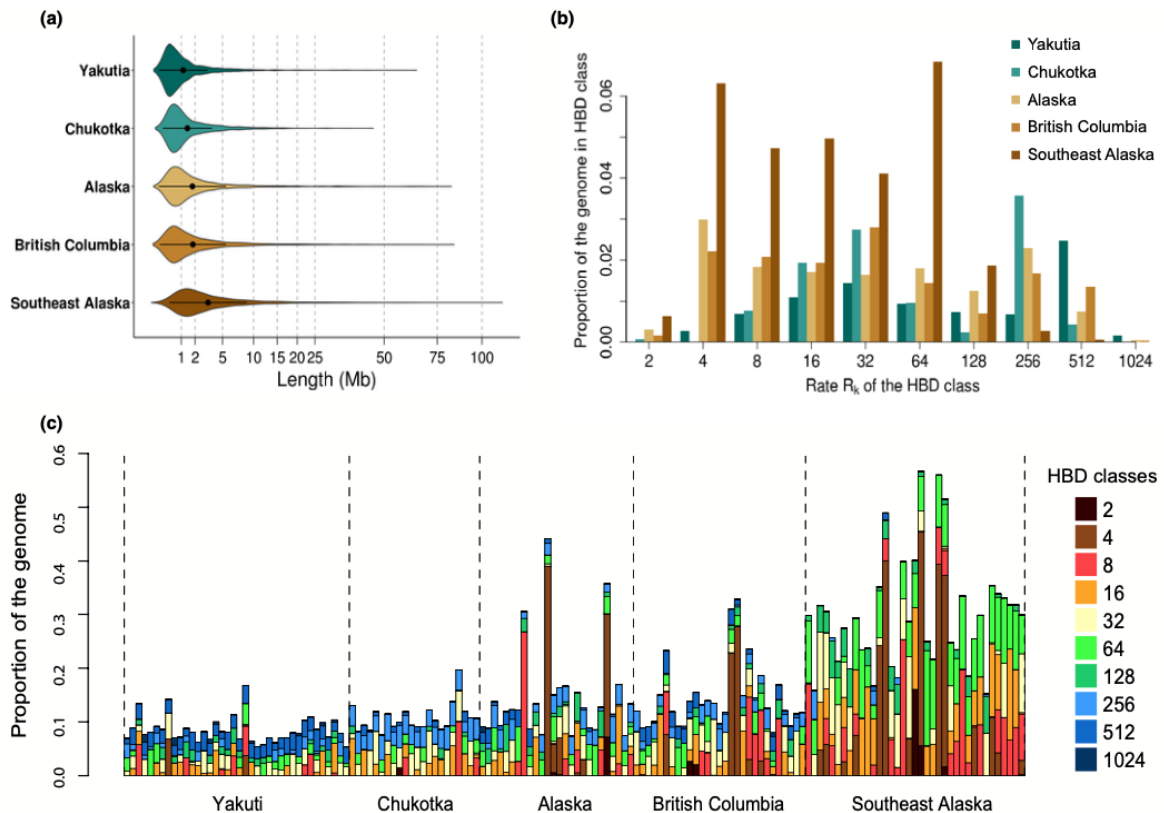 (a)
Yakutia
Chukotka
Alaska
British Columbia
Southeast Alaska
1 2 5 10 15 20 25 50 75 100
Length (Mb)
(b)
Proportion of the genome in HBD class
0.00 0.02 0.04 0.06
2 4 8 16 32 64 128 256 512 1024
Rate Rk of the HBD class
Yakutia
Chukotka
Alaska
British Columbia
Southeast Alaska
(c)
Proportion of the genome
0.0 0.1 0.2 0.3 0.4 0.5 0.6
Yakuti Chukotka Alaska British Columbia Southeast Alaska
HBD classes
2
4
8
16
32
64
128
256
512
1024